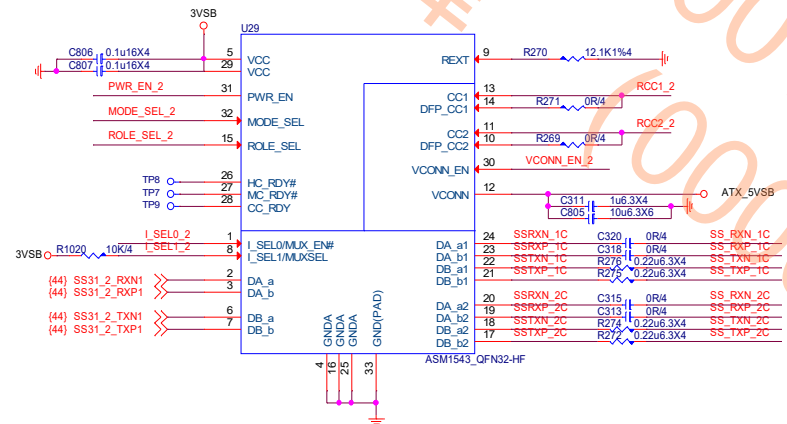 3VSB
U29
C806 0.1u16X4
C807 0.1u16X4
5 VCC
29 VCC
REXT 9 R270 12.1K1%4
PWR_EN_2 31 PWR_EN
CC1 13 RCC1_2
DFP_CC1 14 R271 0R/4
MODE_SEL_2 32 MODE_SEL
CC2 11 RCC2_2
ROLE_SEL_2 15 ROLE_SEL
DFP_CC2 10 R269 0R/4
VCONN_EN 30 VCONN_EN_2
TP8 26 HC_RDY#
TP7 27 MC_RDY#
TP9 28 CC_RDY
VCONN 12 ATX_5VSB
C311 1u6.3X4
C805 10u6.3X6
I_SEL0_2 1 I_SEL0/MUX_EN#
3VSB R1020 10K/4 I_SEL1_2 8 I_SEL1/MUXSEL
DA_a1 24 SSRXN_1C C320 0R/4 SS_RXN_1C
DA_b1 23 SSRXP_1C C318 0R/4 SS_RXP_1C
DB_a1 22 SSTXN_1C R276 0.22u6.3X4 SS_TXN_1C
DB_b1 21 SSTXP_1C R275 0.22u6.3X4 SS_TXP_1C
{44} SS31_2_RXN1 2 DA_a
{44} SS31_2_RXP1 3 DA_b
DA_a2 20 SSRXN_2C C315 0R/4 SS_RXN_2C
DA_b2 19 SSRXP_2C C313 0R/4 SS_RXP_2C
DB_a2 18 SSTXN_2C R274 0.22u6.3X4 SS_TXN_2C
DB_b2 17 SSTXP_2C R272 0.22u6.3X4 SS_TXP_2C
{44} SS31_2_TXN1 6 DB_a
{44} SS31_2_TXP1 7 DB_b
GNDA GNDA GNDA GND(PAD)
4 16 25 33
ASM1543_QFN32-HF